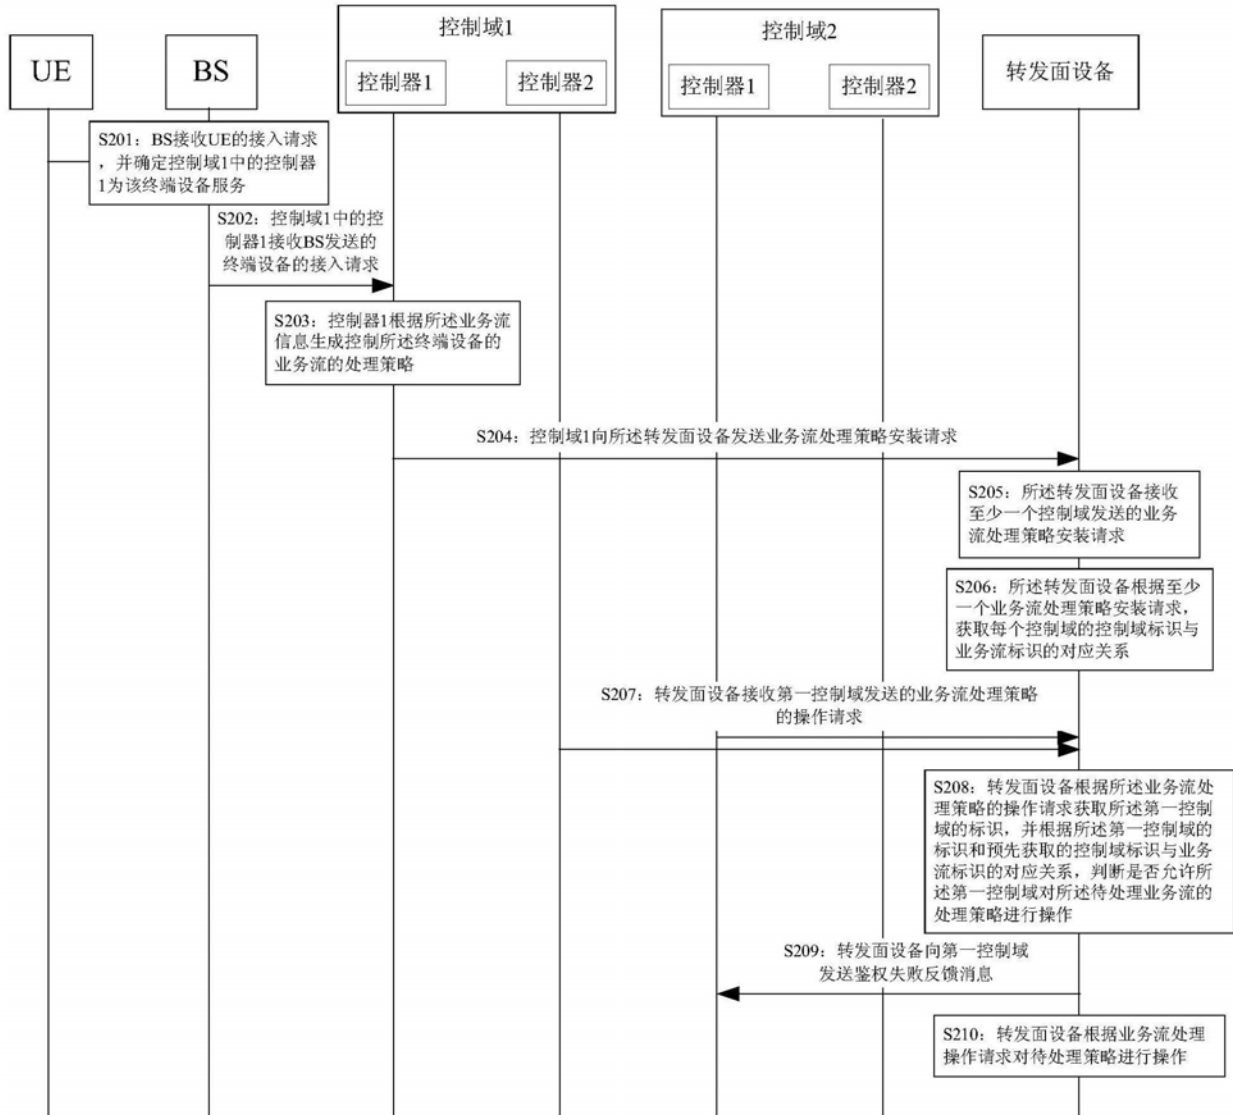 UE
BS
控制域1
控制器1
控制器2
控制域2
控制器1
控制器2
转发面设备
S201：BS接收UE的接入请求
，并确定控制域1中的控制器
1为该终端设备服务
S202：控制域1中的控
制器1接收BS发送的
终端设备的接入请求
S203：控制器1根据所述业务流
信息生成控制所述终端设备的
业务流的处理策略
S204：控制域1向所述转发面设备发送业务流处理策略安装请求
S205：所述转发面设备接收
至少一个控制域发送的业务
流处理策略安装请求
S206：所述转发面设备根据至少
一个业务流处理策略安装请求，
获取每个控制域的控制域标识与
业务流标识的对应关系
S207：转发面设备接收第一控制域发送的业务流处理策略
的操作请求
S208：转发面设备根据所述业务流处
理策略的操作请求获取所述第一控制
域的标识，并根据所述第一控制域的
标识和预先获取的控制域标识与业务
流标识的对应关系，判断是否允许所
述第一控制域对所述待处理业务流的
处理策略进行操作
S209：转发面设备向第一控制域
发送鉴权失败反馈消息
S210：转发面设备根据业务流处理
操作请求对待处理策略进行操作